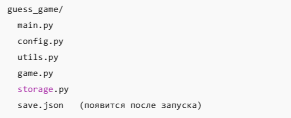 guess_game/
  main.py
  config.py
  utils.py
  game.py
  storage.py
  save.json   (появится после запуска)